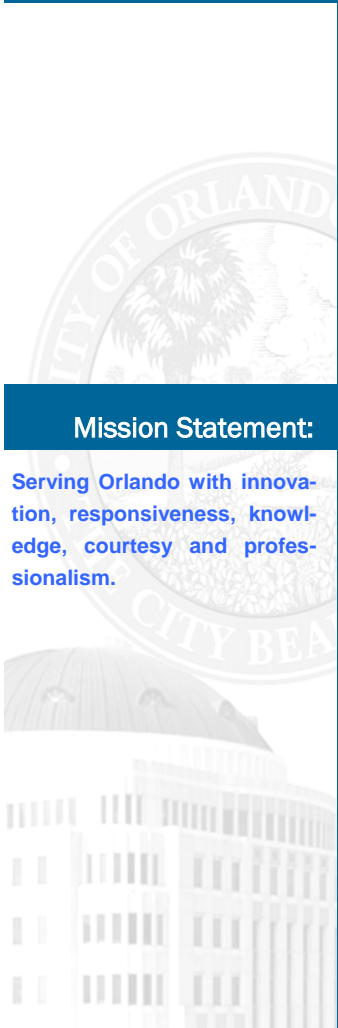 CITY OF ORLANDO
Mission Statement:
Serving Orlando with innova-
tion, responsiveness, knowl-
edge, courtesy and profes-
sionalism.
THE CITY BEA